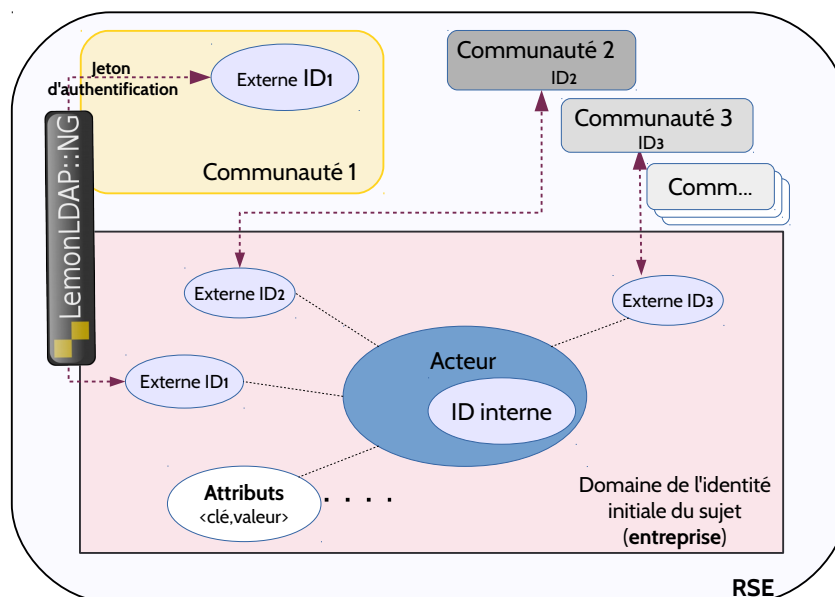 Jeton
d'authentification
Externe ID1
Communauté 1
Communauté 2
ID2
Communauté 3
ID3
Comm...
LemonLDAP::NG
Externe ID2
Externe ID3
Externe ID1
Acteur
ID interne
Attributs
<clé,valeur>
. . . .
Domaine de l'identité
initiale du sujet
(entreprise)
RSE